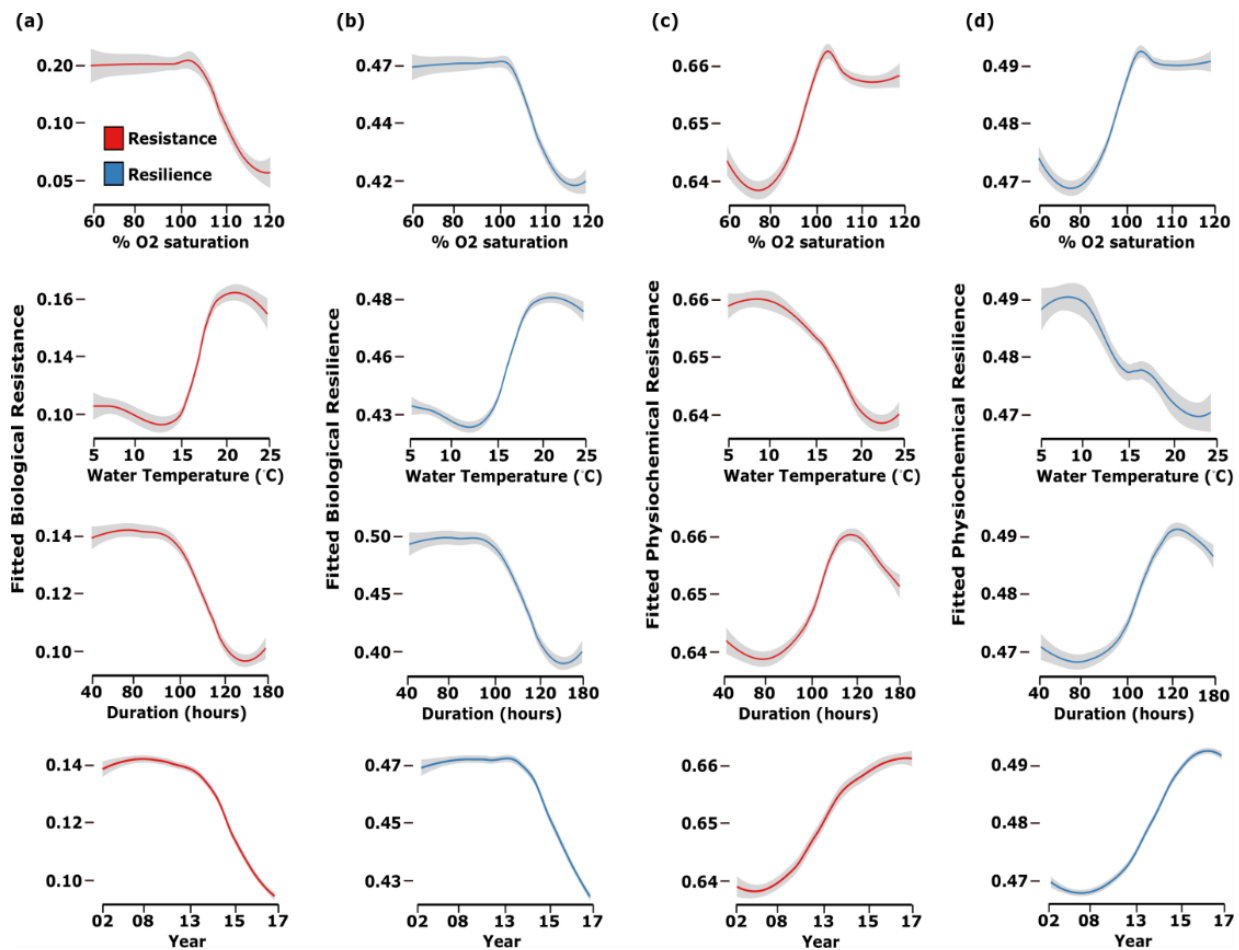 (a)
(b)
(c)
(d)
Fitted Biological Resistance
Fitted Biological Resilience
Fitted Physiochemical Resistance
Fitted Physiochemical Resilience
Resistance
Resilience
0.20
0.10
0.05
60 80 100 110 120
% O2 saturation
0.47
0.44
0.42
60 80 100 110 120
% O2 saturation
0.66
0.65
0.64
60 80 100 110 120
% O2 saturation
0.49
0.48
0.47
60 80 100 110 120
% O2 saturation
0.16
0.14
0.10
5 10 15 20 25
Water Temperature (°C)
0.48
0.46
0.43
5 10 15 20 25
Water Temperature (°C)
0.66
0.65
0.64
5 10 15 20 25
Water Temperature (°C)
0.49
0.48
0.47
5 10 15 20 25
Water Temperature (°C)
0.14
0.12
0.10
40 80 100 120 180
Duration (hours)
0.50
0.45
0.40
40 80 100 120 180
Duration (hours)
0.66
0.65
0.64
40 80 100 120 180
Duration (hours)
0.49
0.48
0.47
40 80 100 120 180
Duration (hours)
0.14
0.12
0.10
02 08 13 15 17
Year
0.47
0.45
0.43
02 08 13 15 17
Year
0.66
0.65
0.64
02 08 13 15 17
Year
0.49
0.48
0.47
02 08 13 15 17
Year